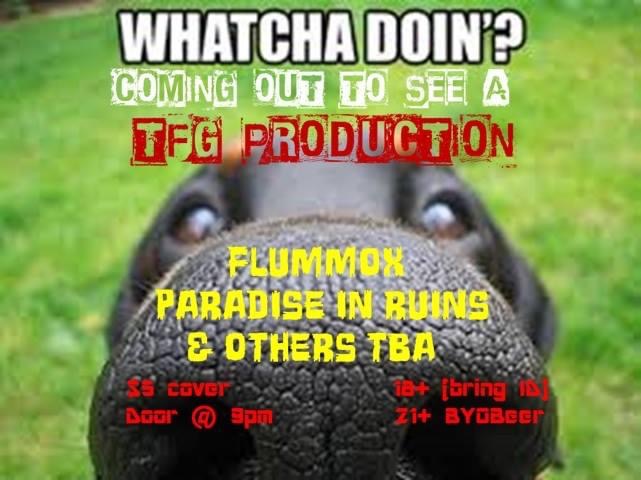 WHATCHA DOIN'?
COMING OUT TO SEE A
TFG PRODUCTION
FLUMMOX
PARADISE IN RUINS
& OTHERS TBA
$5 cover
18+ [bring ID]
Door @ 9pm
21+ BYOBeer